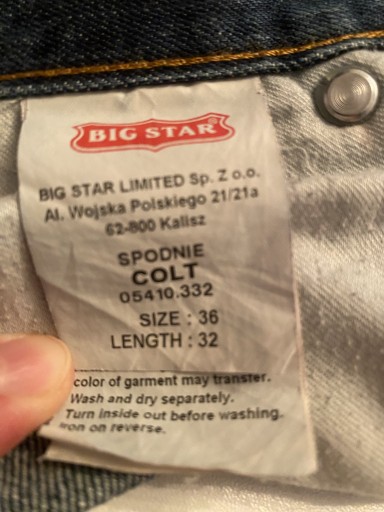 BIG STAR®
BIG STAR LIMITED Sp. Z o.o.
Al. Wojska Polskiego 21/21a
62-800 Kalisz
SPODNIE
COLT
05410.332
SIZE : 36
LENGTH : 32
color of garment may transfer.
Wash and dry separately.
Turn inside out before washing.
Iron on reverse.